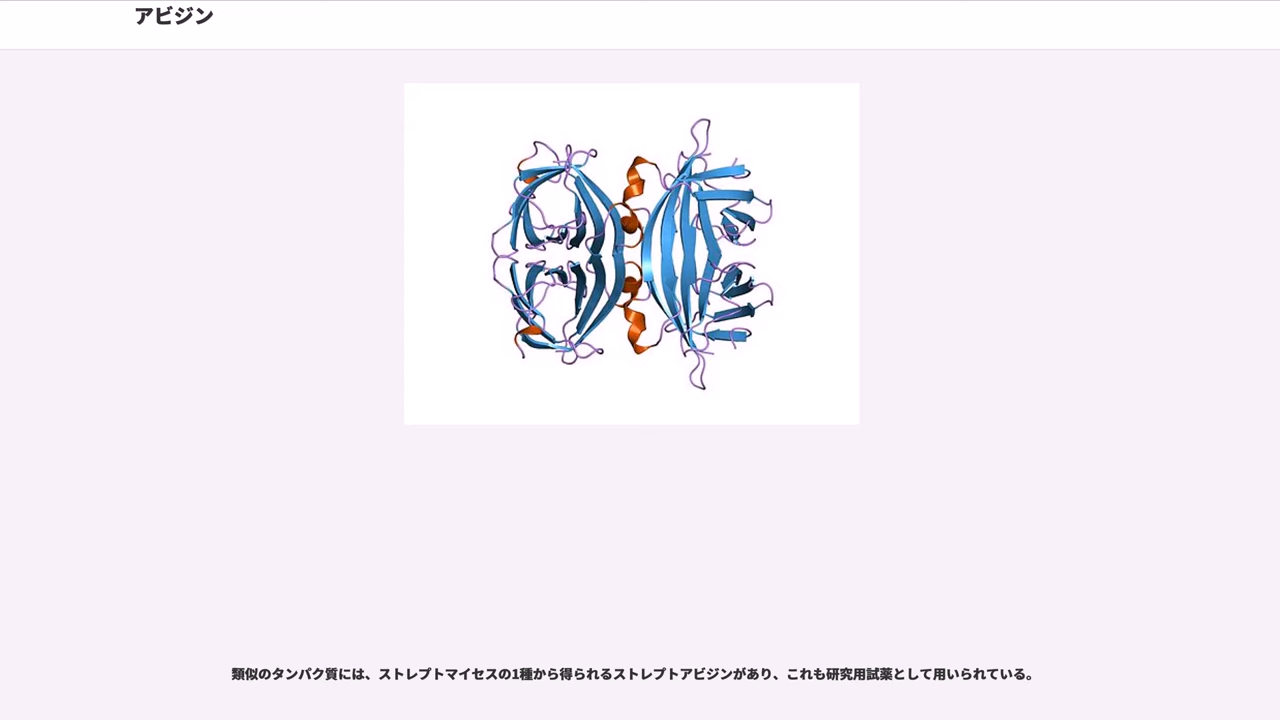 アビジン
類似のタンパク質には、ストレプトマイセスの1種から得られるストレプトアビジンがあり、これも研究用試薬として用いられている。